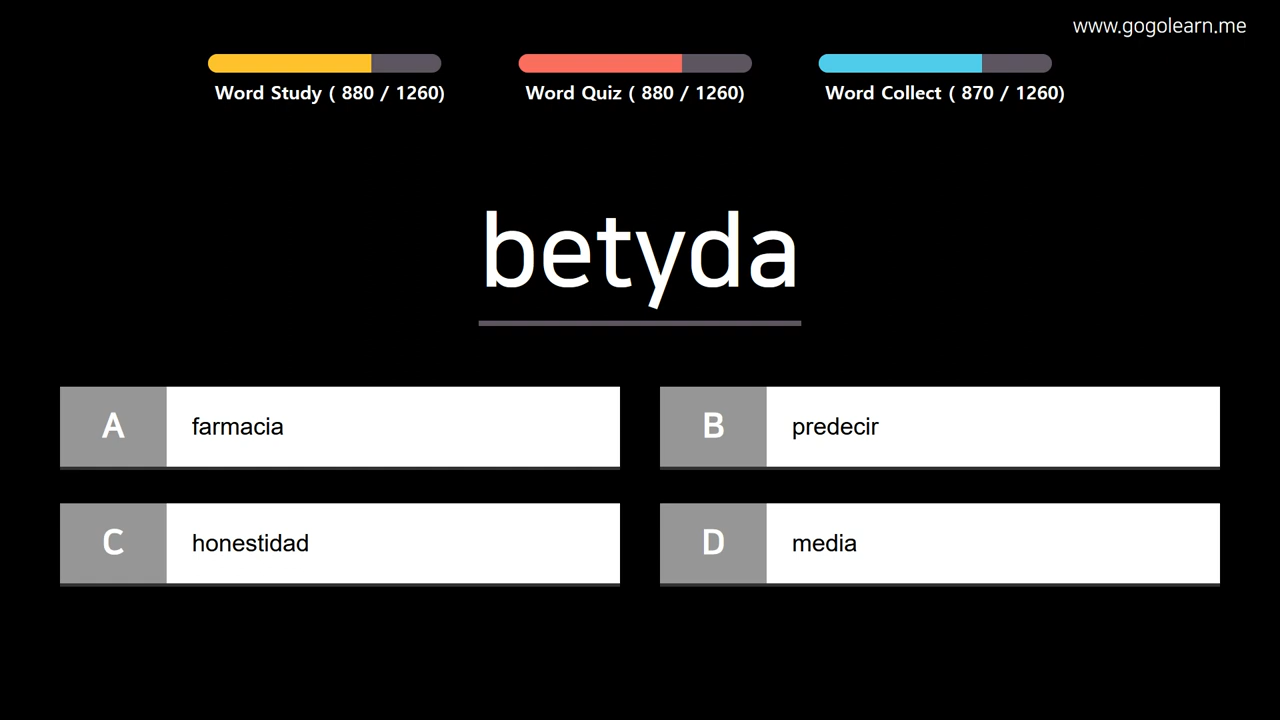 www.gogolearn.me
Word Study ( 880 / 1260)
Word Quiz ( 880 / 1260)
Word Collect ( 870 / 1260)
betyda
A farmacia
B predecir
C honestidad
D media